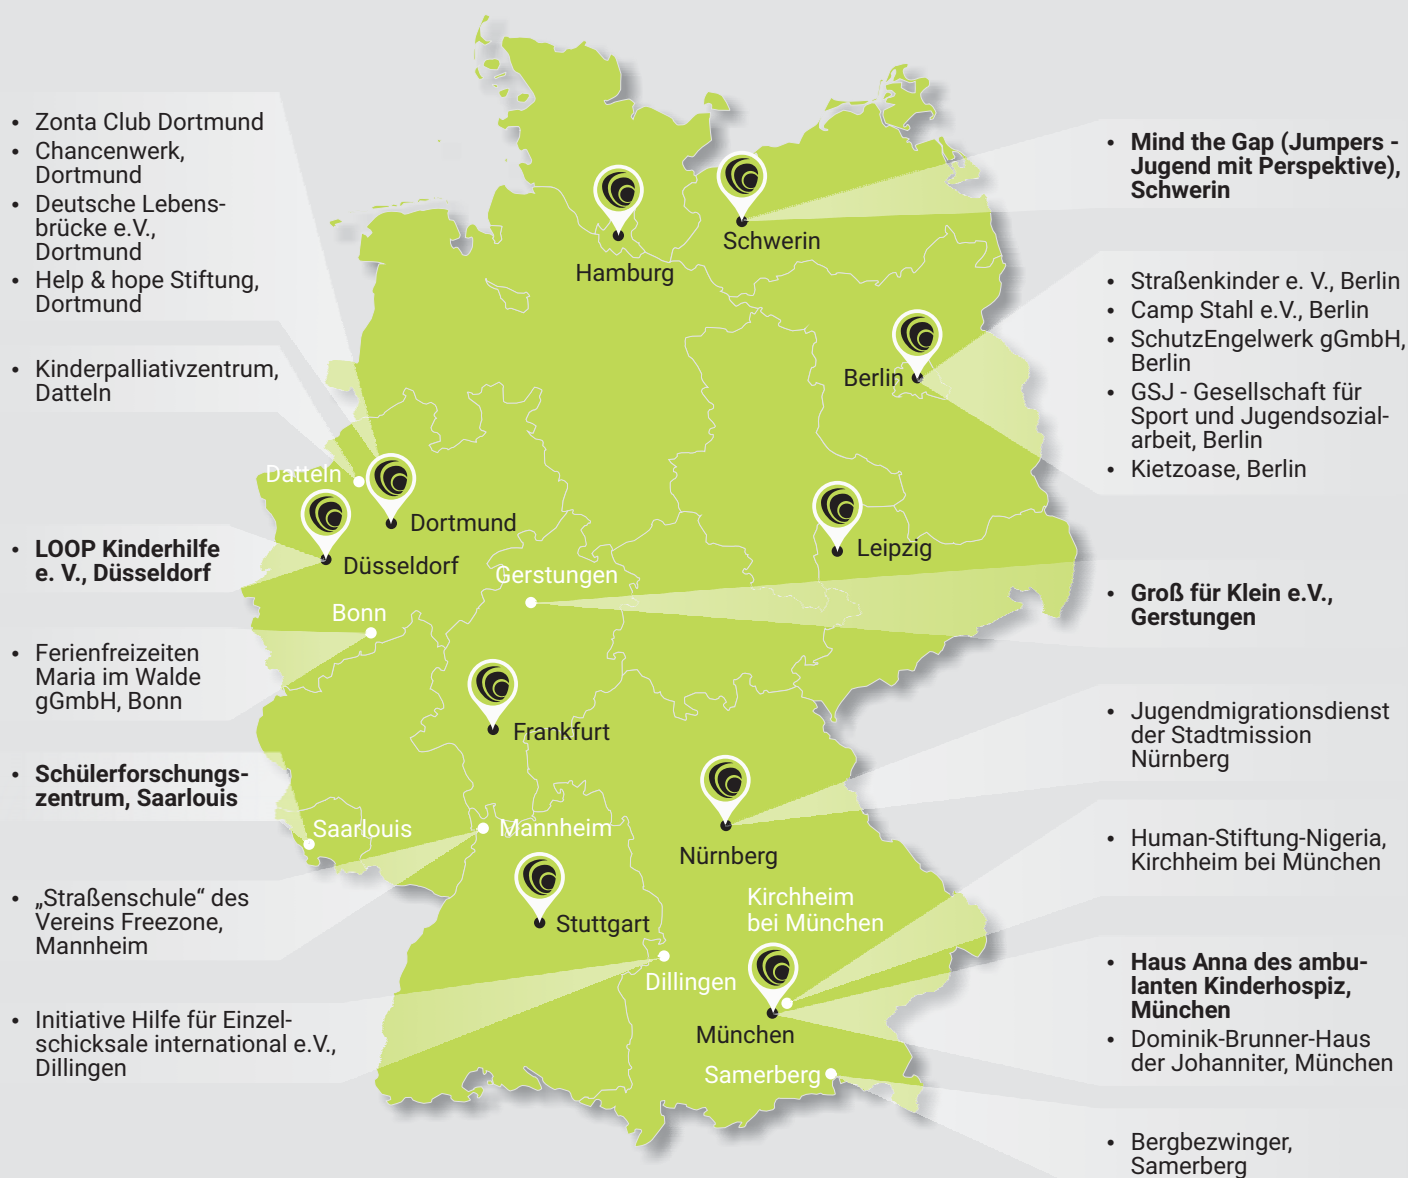 • Zonta Club Dortmund
• Chancenwerk,
Dortmund
• Deutsche Lebens-
brücke e.V.,
Dortmund
• Help & hope Stiftung,
Dortmund
• Kinderpalliativzentrum,
Datteln
• LOOP Kinderhilfe
e. V., Düsseldorf
• Ferienfreizeiten
Maria im Walde
gGmbH, Bonn
• Schülerforschungs-
zentrum, Saarlouis
• „Straßenschule“ des
Vereins Freezone,
Mannheim
• Initiative Hilfe für Einzel-
schicksale international e.V.,
Dillingen
Hamburg
Schwerin
Berlin
Datteln
Dortmund
Düsseldorf
Leipzig
Gerstungen
Bonn
Frankfurt
Saarlouis
Mannheim
Nürnberg
Stuttgart
Kirchheim
bei München
Dillingen
München
Samerberg
• Mind the Gap (Jumpers -
Jugend mit Perspektive),
Schwerin
• Straßenkinder e. V., Berlin
• Camp Stahl e.V., Berlin
• SchutzEngelwerk gGmbH,
Berlin
• GSJ - Gesellschaft für
Sport und Jugendsozial-
arbeit, Berlin
• Kietzoase, Berlin
• Groß für Klein e.V.,
Gerstungen
• Jugendmigrationsdienst
der Stadtmission
Nürnberg
• Human-Stiftung-Nigeria,
Kirchheim bei München
• Haus Anna des ambu-
lanten Kinderhospiz,
München
• Dominik-Brunner-Haus
der Johanniter, München
• Bergbezwinger,
Samerberg